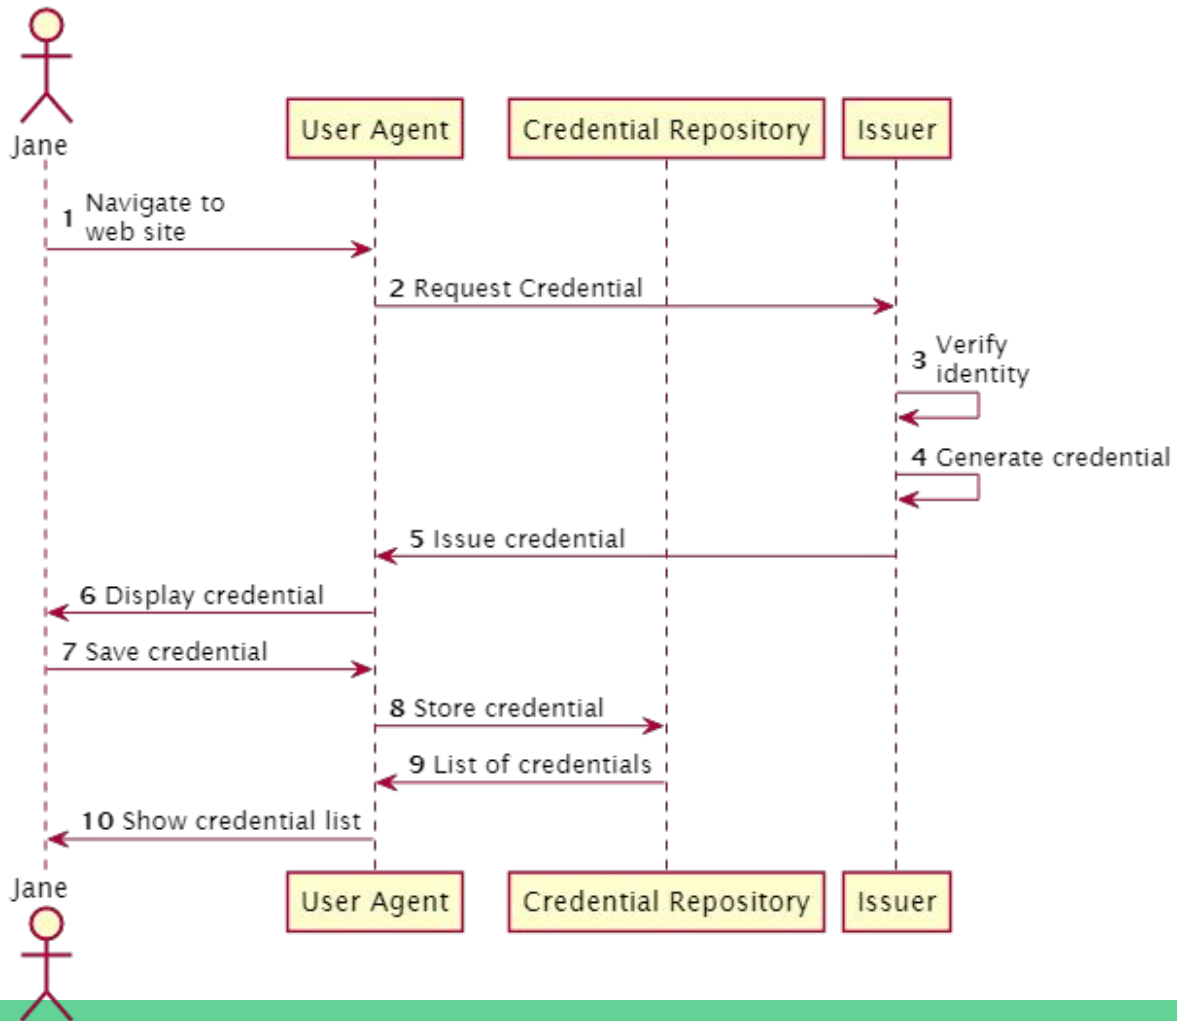 Jane
User Agent
Credential Repository
Issuer
1 Navigate to
web site
2 Request Credential
3 Verify
identity
4 Generate credential
5 Issue credential
6 Display credential
7 Save credential
8 Store credential
9 List of credentials
10 Show credential list
Jane
User Agent
Credential Repository
Issuer